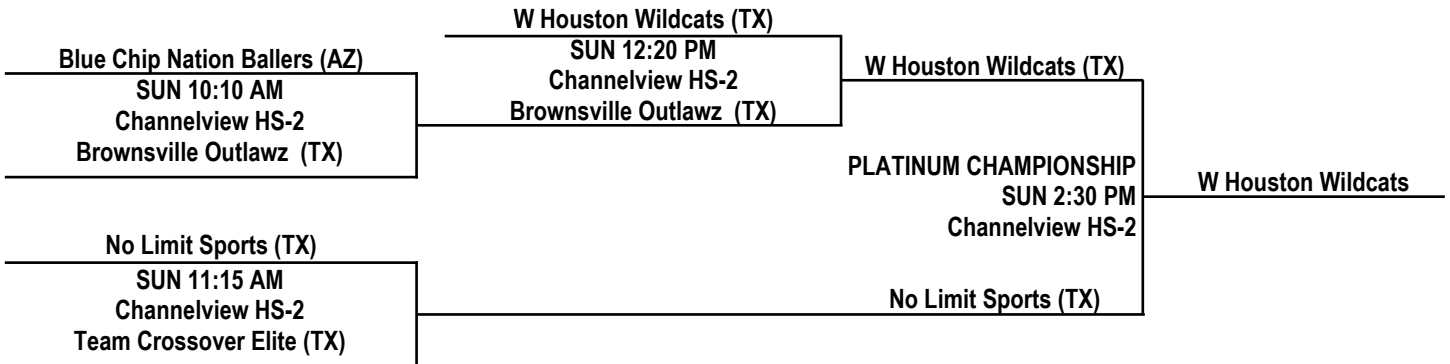 W Houston Wildcats (TX)
Blue Chip Nation Ballers (AZ)
SUN 12:20 PM
Channelview HS-2
Brownsville Outlawz  (TX)
W Houston Wildcats (TX)
SUN 10:10 AM
Channelview HS-2
Brownsville Outlawz  (TX)
PLATINUM CHAMPIONSHIP
SUN 2:30 PM
Channelview HS-2
W Houston Wildcats
No Limit Sports (TX)
SUN 11:15 AM
Channelview HS-2
Team Crossover Elite (TX)
No Limit Sports (TX)